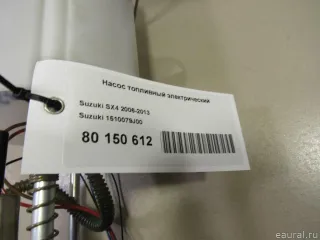 Насос топливный электрический
Suzuki SX4 2006-2013
Suzuki 1510079J00
80 150 612
eaural.ru